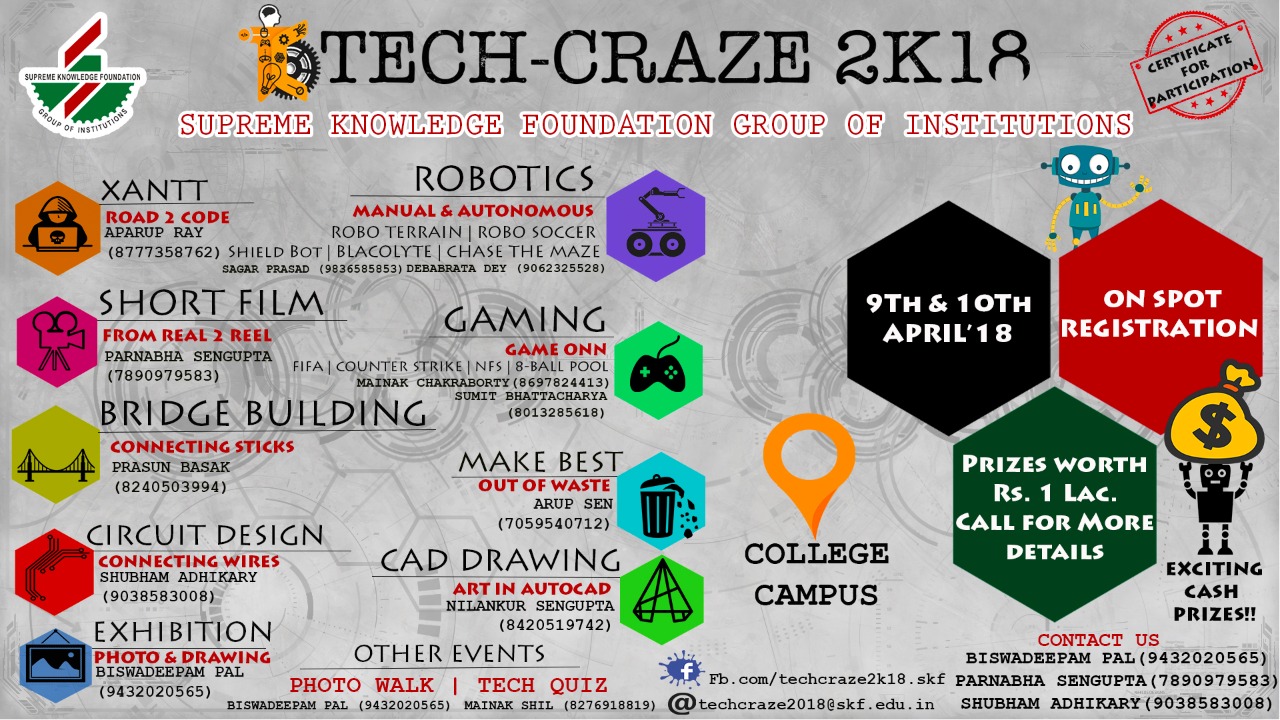 SUPREME KNOWLEDGE FOUNDATION
GROUP OF INSTITUTIONS
TECH-CRAZE 2K18
CERTIFICATE
FOR
PARTICIPATION
SUPREME KNOWLEDGE FOUNDATION GROUP OF INSTITUTIONS
XANTT
ROAD 2 CODE
APARUP RAY
(8777358762)
ROBOTICS
MANUAL & AUTONOMOUS
ROBO TERRAIN | ROBO SOCCER
SHIELD BOT | BLACOLYTE | CHASE THE MAZE
SAGAR PRASAD (9836585853) DEBABRATA DEY (9062325528)
SHORT FILM
FROM REAL 2 REEL
PARNABHA SENGUPTA
(7890979583)
GAMING
GAME ONN
FIFA | COUNTER STRIKE | NFS | 8-BALL POOL
MAINAK CHAKRABORTY(8697824413)
SUMIT BHATTACHARYA
(8013285618)
BRIDGE BUILDING
CONNECTING STICKS
PRASUN BASAK
(8240503994)
MAKE BEST
OUT OF WASTE
ARUP SEN
(7059540712)
CIRCUIT DESIGN
CONNECTING WIRES
SHUBHAM ADHIKARY
(9038583008)
CAD DRAWING
ART IN AUTOCAD
NILANKUR SENGUPTA
(8420519742)
EXHIBITION
PHOTO & DRAWING
BISWADEEPAM PAL
(9432020565)
OTHER EVENTS
PHOTO WALK | TECH QUIZ
BISWADEEPAM PAL (9432020565) MAINAK SHIL (8276918819)
9TH & 10TH
APRIL'18
ON SPOT
REGISTRATION
PRIZES WORTH
RS. 1 LAC.
CALL FOR MORE
DETAILS
$
EXCITING
CASH
PRIZES!!
COLLEGE
CAMPUS
f Fb.com/techcraze2k18.skf
@techcraze2018@skf.edu.in
CONTACT US
BISWADEEPAM PAL(9432020565)
PARNABHA SENGUPTA(7890979583)
SHUBHAM ADHIKARY(9038583008)